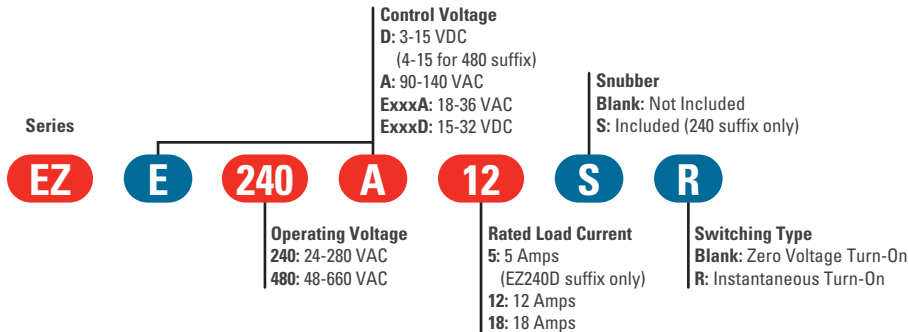 Control Voltage
D: 3-15 VDC
(4-15 for 480 suffix)
A: 90-140 VAC
ExxxA: 18-36 VAC
ExxxD: 15-32 VDC
Snubber
Blank: Not Included
S: Included (240 suffix only)
Series
EZ E 240 A 12 S R
Operating Voltage
240: 24-280 VAC
480: 48-660 VAC
Rated Load Current
5: 5 Amps
(EZ240D suffix only)
12: 12 Amps
18: 18 Amps
Switching Type
Blank: Zero Voltage Turn-On
R: Instantaneous Turn-On